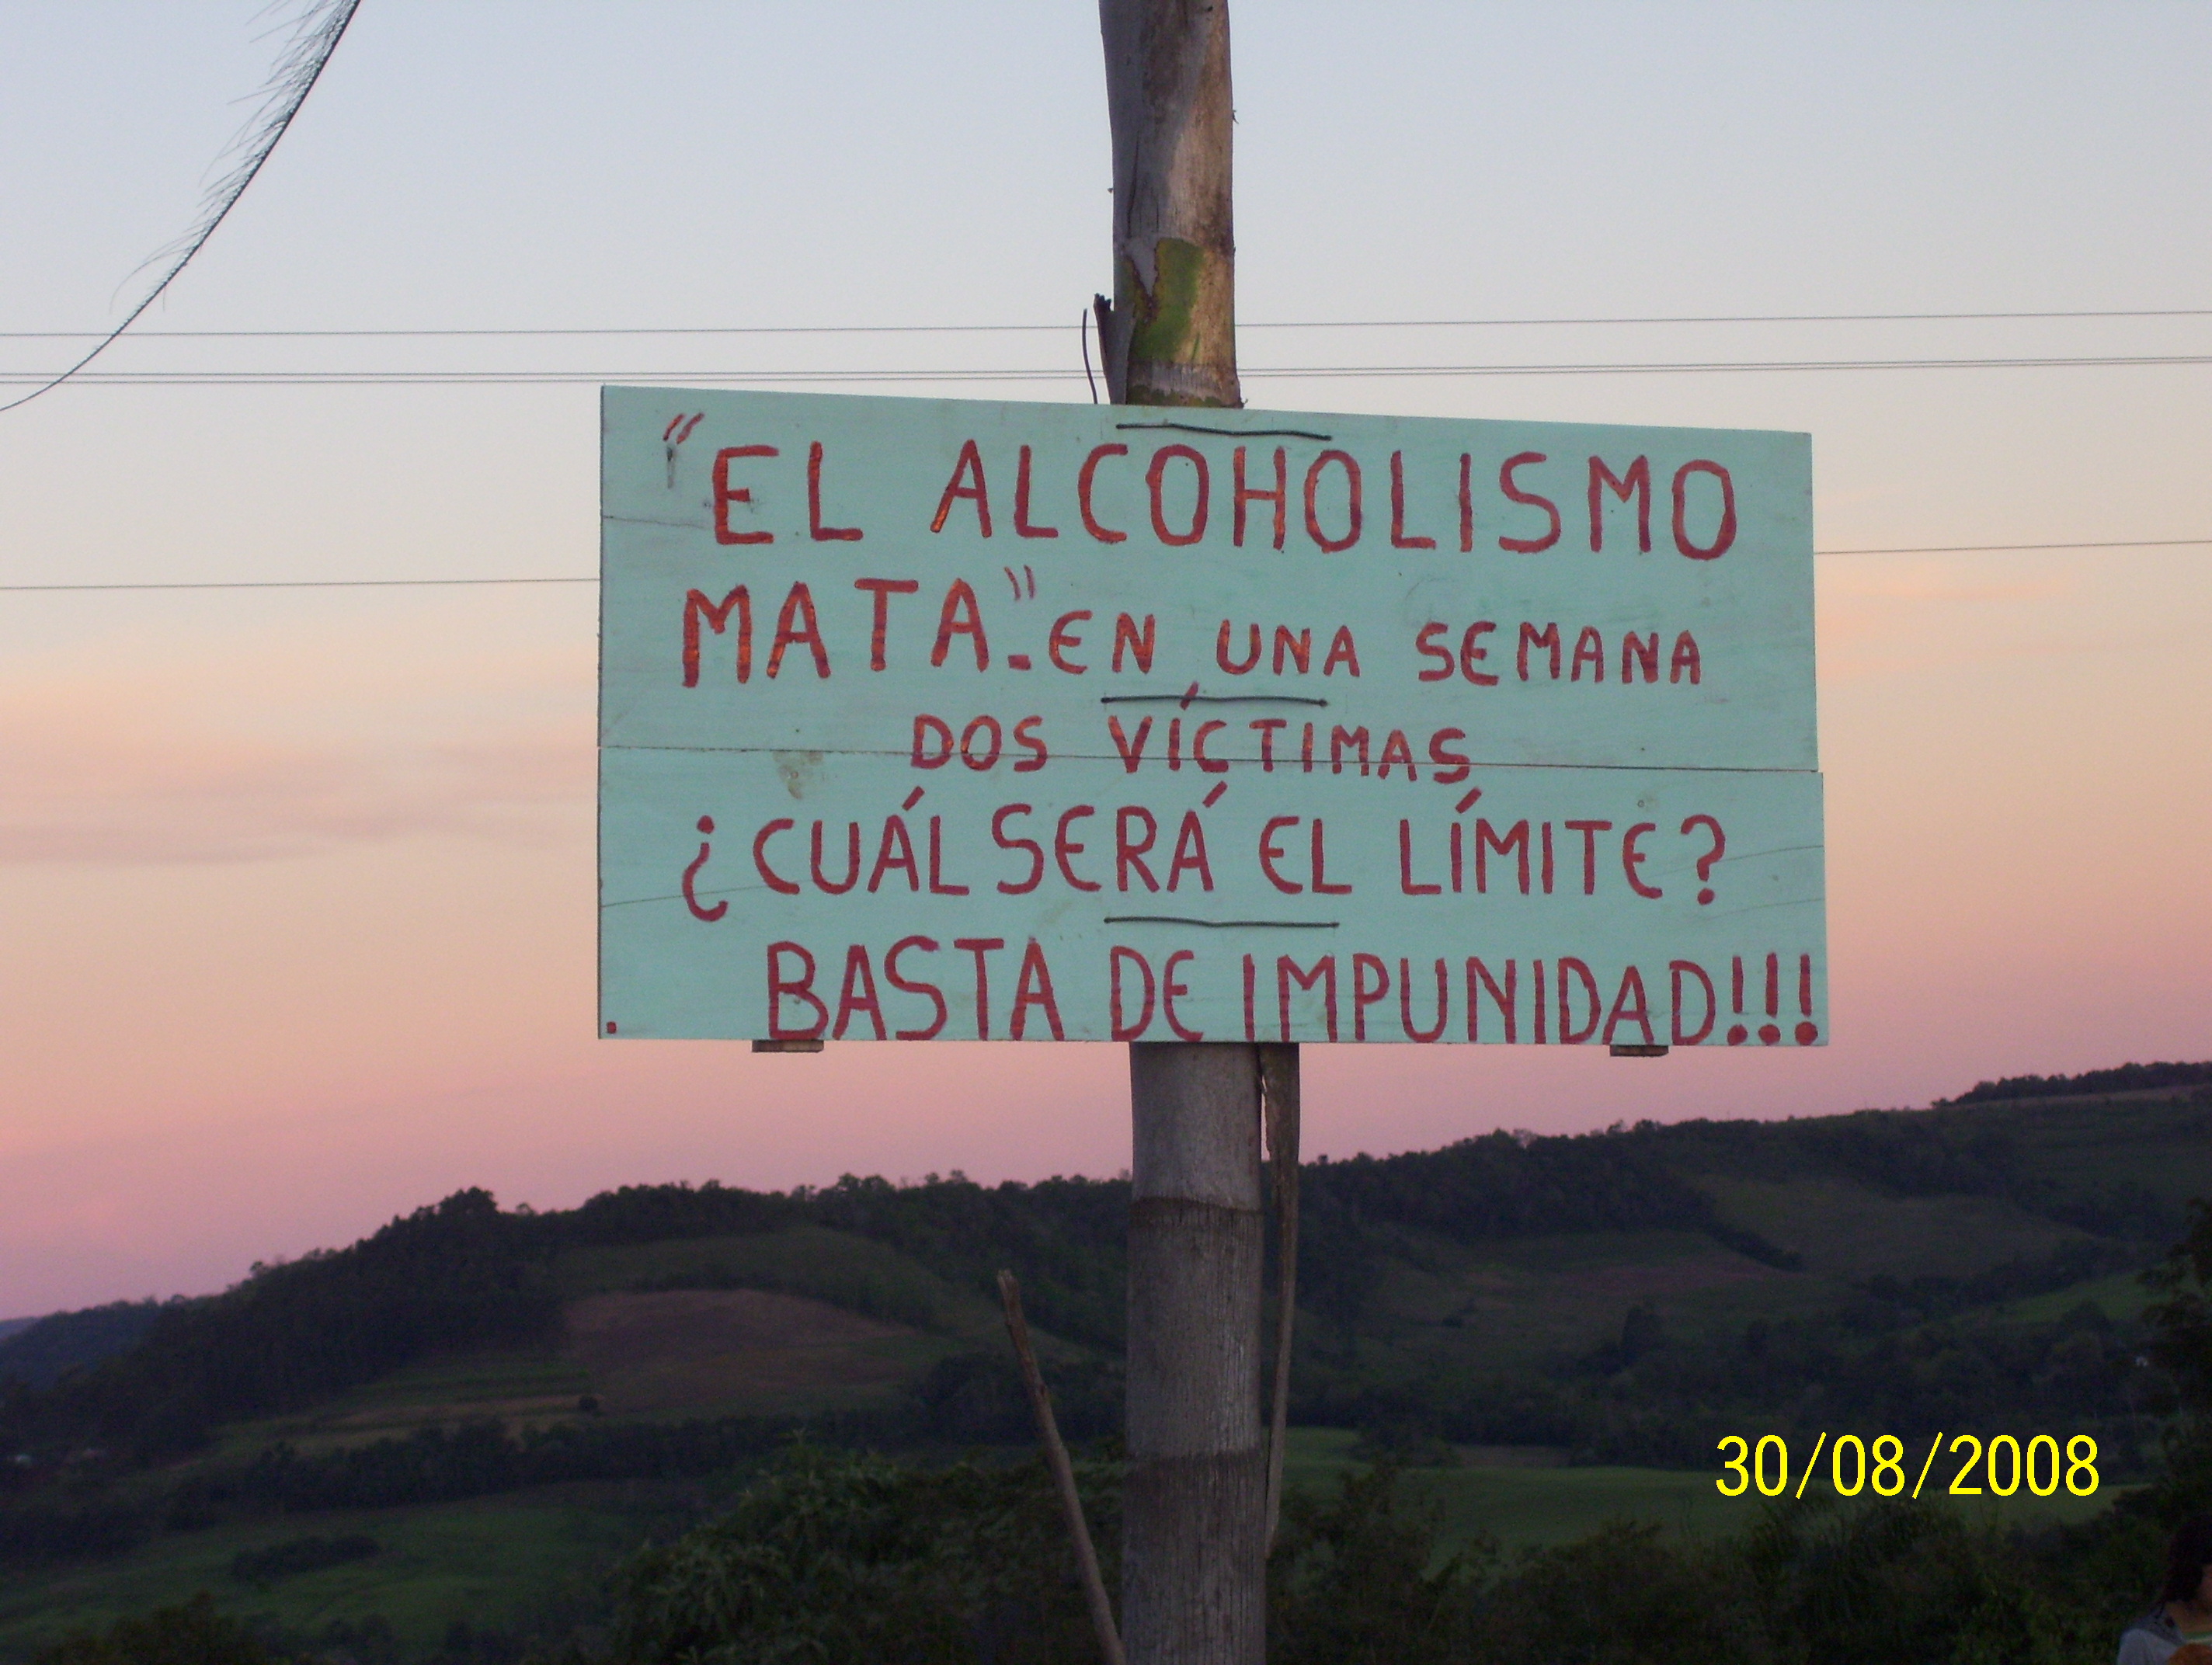 "EL ALCOHOLISMO
MATA".-EN UNA SEMANA
DOS VÍCTIMAS
¿CUÁL SERÁ EL LÍMITE?
BASTA DE IMPUNIDAD!!!
30/08/2008